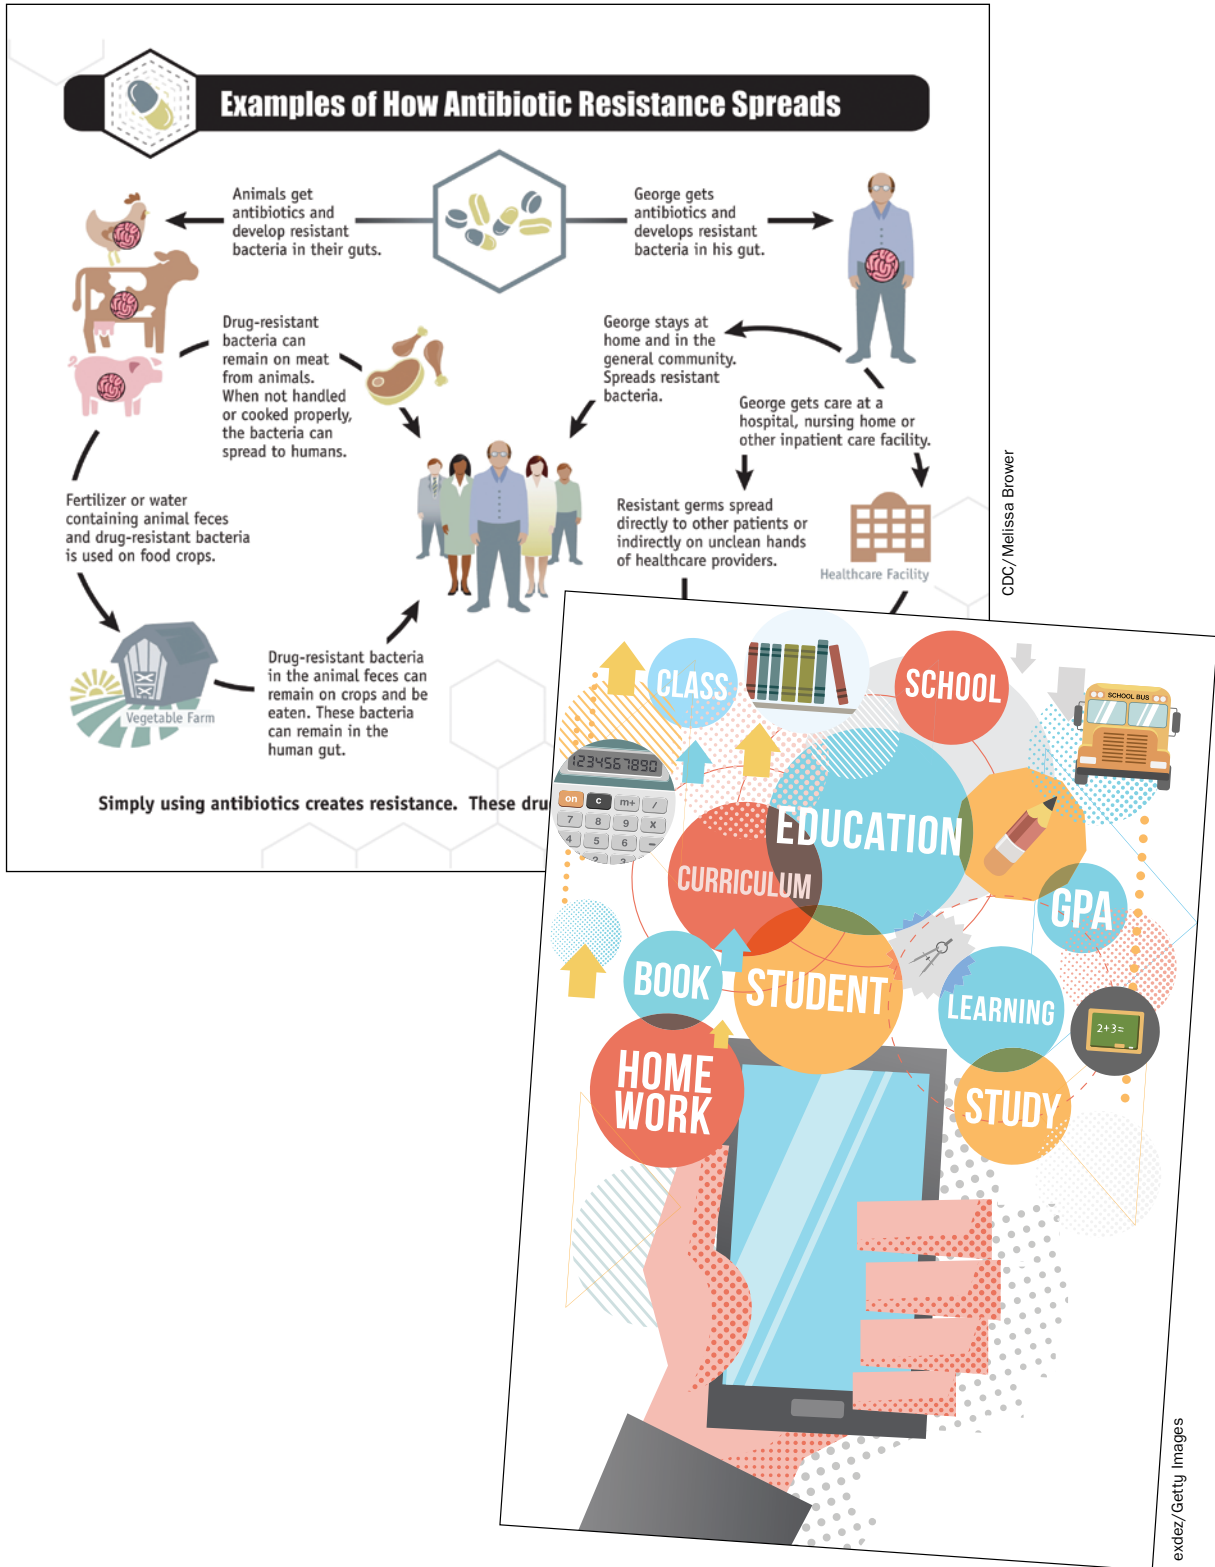 Examples of How Antibiotic Resistance Spreads
Animals get
antibiotics and
develop resistant
bacteria in their guts.
George gets
antibiotics and
develops resistant
bacteria in his gut.
Drug-resistant
bacteria can
remain on meat
from animals.
When not handled
or cooked properly,
the bacteria can
spread to humans.
George stays at
home and in the
general community.
Spreads resistant
bacteria.
George gets care at a
hospital, nursing home or
other inpatient care facility.
Fertilizer or water
containing animal feces
and drug-resistant bacteria
is used on food crops.
Resistant germs spread
directly to other patients or
indirectly on unclean hands
of healthcare providers.
Healthcare Facility
Vegetable Farm
Drug-resistant bacteria
in the animal feces can
remain on crops and be
eaten. These bacteria
can remain in the
human gut.
Simply using antibiotics creates resistance. These dru
CDC/Melissa Brower
CLASS
SCHOOL
SCHOOL BUS
1234567890
on c m+ /
7 8 9 x
4 5 6 -
2 3
EDUCATION
CURRICULUM
GPA
BOOK
STUDENT
LEARNING
2+3=
HOME
WORK
STUDY
exdez/Getty Images